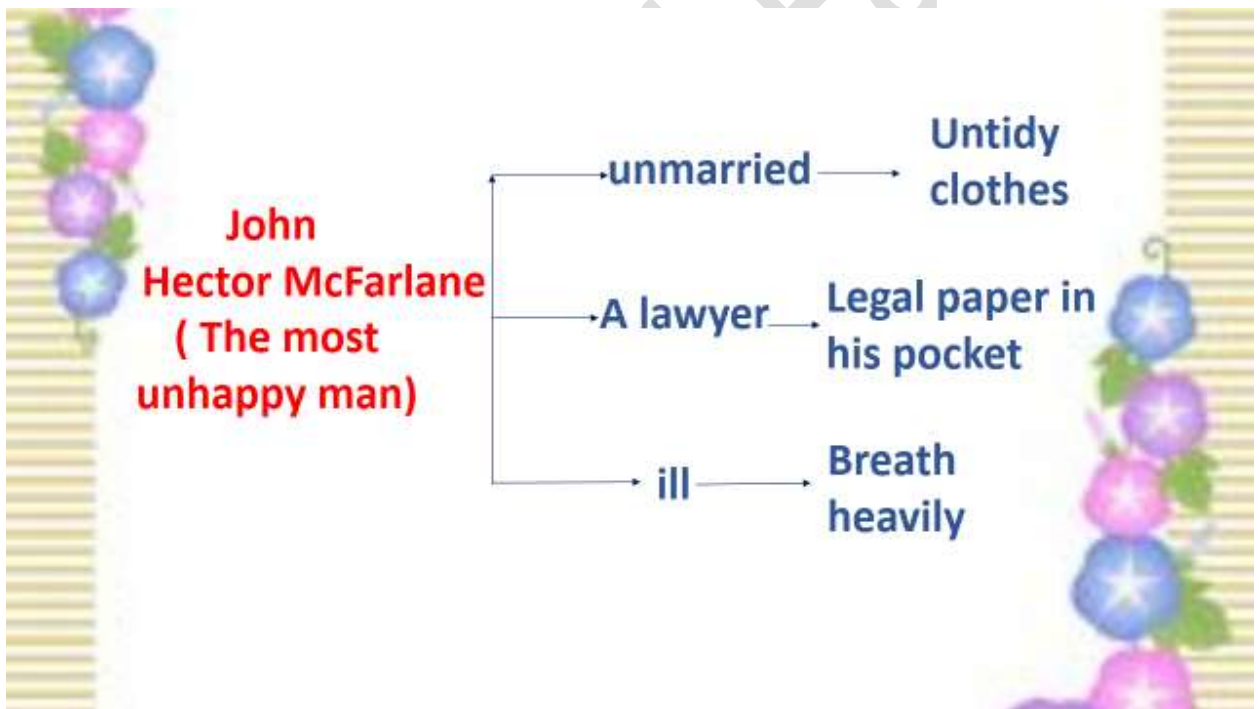 John
Hector McFarlane
( The most
unhappy man)
unmarried
Untidy
clothes
A lawyer
Legal paper in
his pocket
ill
Breath
heavily